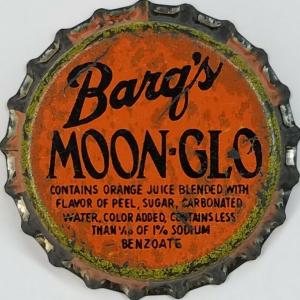 Barq's
MOON-GLO
CONTAINS ORANGE JUICE BLENDED WITH
FLAVOR OF PEEL, SUGAR, CARBONATED
WATER, COLOR ADDED, CONTAINS LESS
THAN 1/10 OF 1% SODIUM
BENZOATE